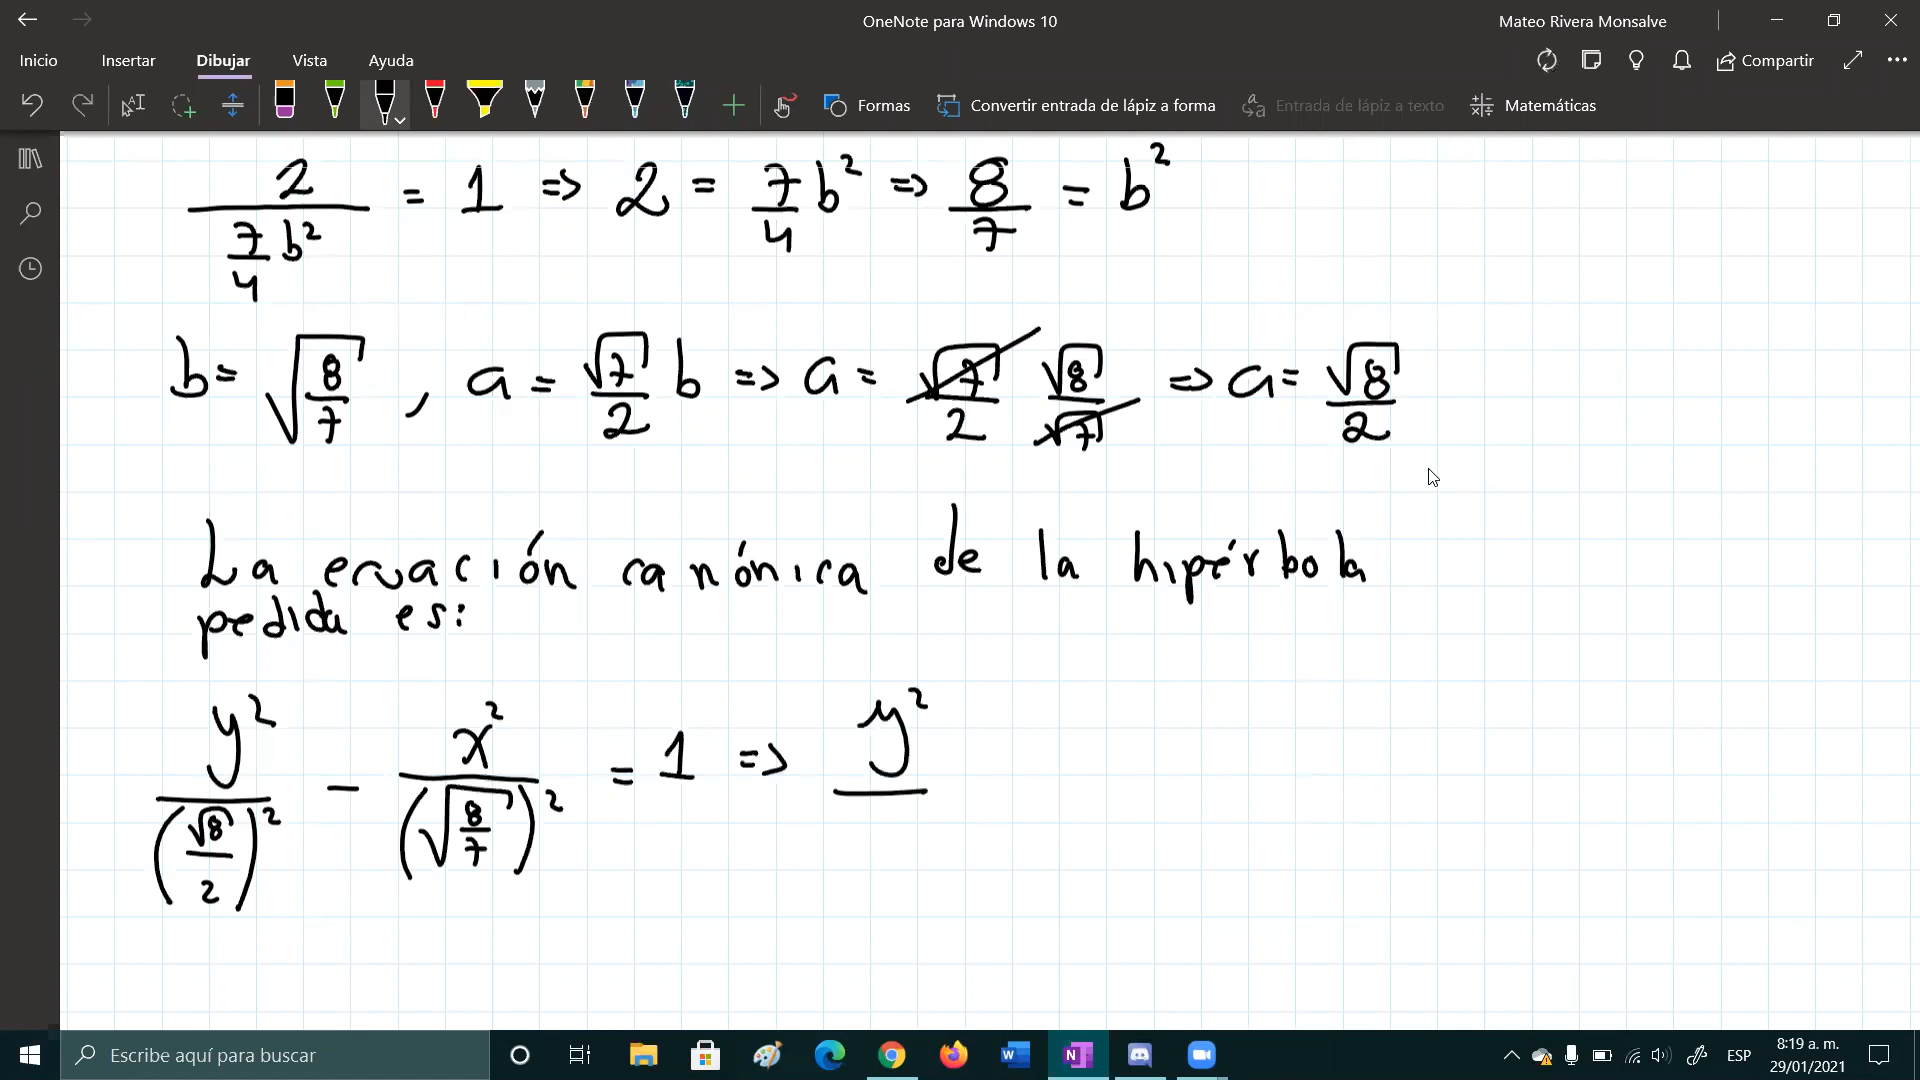 OneNote para Windows 10
Mateo Rivera Monsalve
Inicio Insertar Dibujar Vista Ayuda
Compartir
Formas Convertir entrada de lápiz a forma Entrada de lápiz a texto Matemáticas
2 / (7/4 b²) = 1 => 2 = 7/4 b² => 8/7 = b²
b = √(8/7) , a = √7/2 b => a = √7/2 √8/√7 => a = √8/2
La ecuación canónica de la hipérbola
pedida es:
y²/(√8/2)² - x²/(√(8/7))² = 1 => y²
Escribe aquí para buscar
ESP
8:19 a. m.
29/01/2021